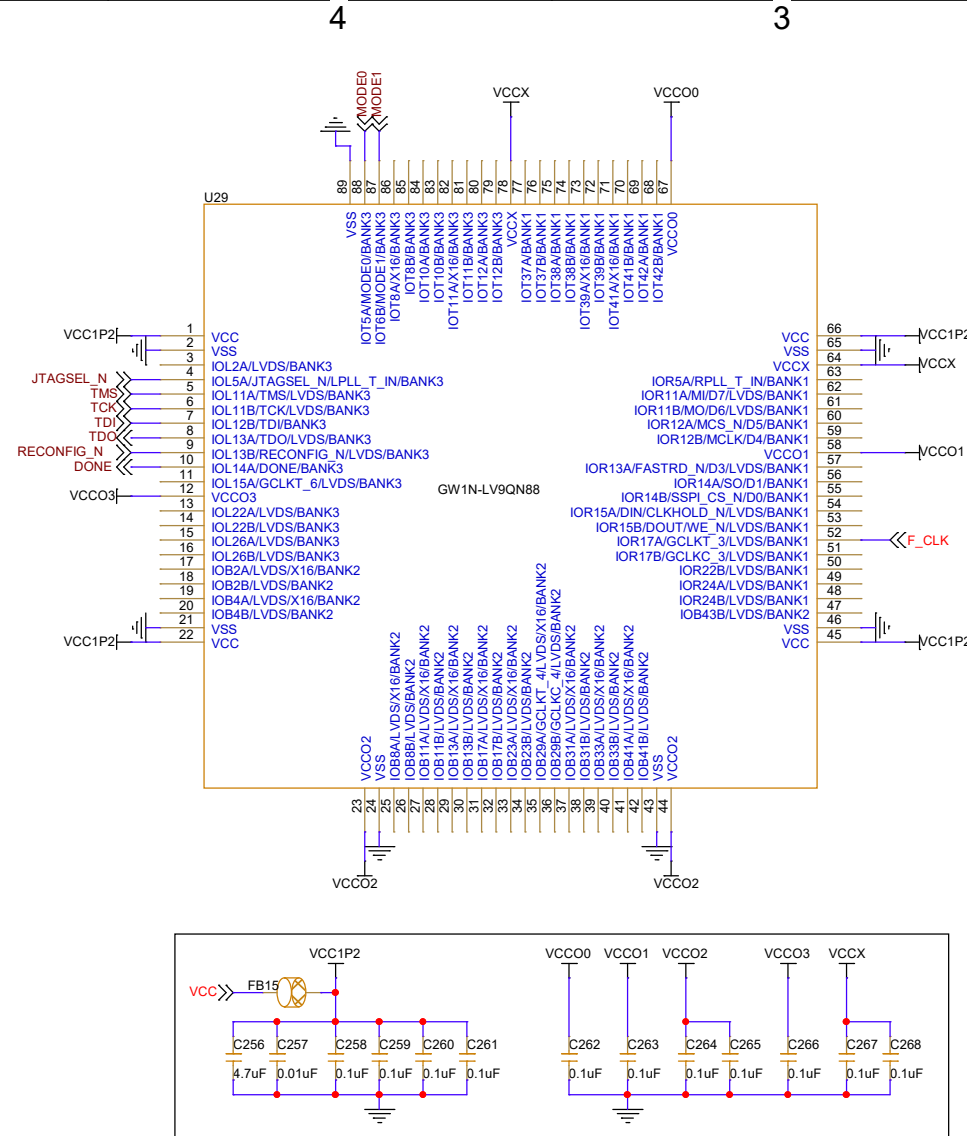 4
3
MODE0
MODE1
VCCX
VCCO0
89
88
87
86
85
84
83
82
81
80
79
78
77
76
75
74
73
72
71
70
69
68
67
U29
VSS
IOT5A/MODE0/BANK3
IOT6B/MODE1/BANK3
IOT8A/X16/BANK3
IOT8B/BANK3
IOT10A/BANK3
IOT10B/BANK3
IOT11A/X16/BANK3
IOT11B/BANK3
IOT12A/BANK3
IOT12B/BANK3
VCCX
IOT37A/BANK1
IOT37B/BANK1
IOT38A/BANK1
IOT38B/BANK1
IOT39A/X16/BANK1
IOT39B/BANK1
IOT41A/X16/BANK1
IOT41B/BANK1
IOT42A/BANK1
IOT42B/BANK1
VCCO0
VCC1P2 1 VCC
2 VSS
3 IOL2A/LVDS/BANK3
JTAGSEL_N 4 IOL5A/JTAGSEL_N/LPLL_T_IN/BANK3
TMS 5 IOL11A/TMS/LVDS/BANK3
TCK 6 IOL11B/TCK/LVDS/BANK3
TDI 7 IOL12B/TDI/BANK3
TDO 8 IOL13A/TDO/LVDS/BANK3
RECONFIG_N 9 IOL13B/RECONFIG_N/LVDS/BANK3
DONE 10 IOL14A/DONE/BANK3
11 IOL15A/GCLKT_6/LVDS/BANK3
VCCO3 12 VCCO3
13 IOL22A/LVDS/BANK3
14 IOL22B/LVDS/BANK3
15 IOL26A/LVDS/BANK3
16 IOL26B/LVDS/BANK3
17 IOB2A/LVDS/X16/BANK2
18 IOB2B/LVDS/BANK2
19 IOB4A/LVDS/X16/BANK2
20 IOB4B/LVDS/BANK2
21 VSS
VCC1P2 22 VCC
GW1N-LV9QN88
VCC 66 VCC1P2
VSS 65
VCCX 64 VCCX
IOR5A/RPLL_T_IN/BANK1 63
IOR11A/MI/D7/LVDS/BANK1 62
IOR11B/MO/D6/LVDS/BANK1 61
IOR12A/MCS_N/D5/BANK1 60
IOR12B/MCLK/D4/BANK1 59
VCCO1 58 VCCO1
IOR13A/FASTRD_N/D3/LVDS/BANK1 57
IOR14A/SO/D1/BANK1 56
IOR14B/SSPI_CS_N/D0/BANK1 55
IOR15A/DIN/CLKHOLD_N/LVDS/BANK1 54
IOR15B/DOUT/WE_N/LVDS/BANK1 53
IOR17A/GCLKT_3/LVDS/BANK1 52 F_CLK
IOR17B/GCLKC_3/LVDS/BANK1 51
IOR22B/LVDS/BANK1 50
IOR24A/LVDS/BANK1 49
IOR24B/LVDS/BANK1 48
IOB43B/LVDS/BANK2 47
VSS 46
VCC 45 VCC1P2
VCCO2
VSS
IOB8A/LVDS/X16/BANK2
IOB8B/LVDS/BANK2
IOB11A/LVDS/X16/BANK2
IOB11B/LVDS/BANK2
IOB13A/LVDS/X16/BANK2
IOB13B/LVDS/BANK2
IOB17A/LVDS/X16/BANK2
IOB17B/LVDS/BANK2
IOB23A/LVDS/X16/BANK2
IOB23B/LVDS/BANK2
IOB29A/GCLKT_4/LVDS/X16/BANK2
IOB29B/GCLKC_4/LVDS/BANK2
IOB31A/LVDS/X16/BANK2
IOB31B/LVDS/BANK2
IOB33A/LVDS/X16/BANK2
IOB33B/LVDS/BANK2
IOB41A/LVDS/X16/BANK2
IOB41B/LVDS/BANK2
VSS
VCCO2
23
24
25
26
27
28
29
30
31
32
33
34
35
36
37
38
39
40
41
42
43
44
VCCO2 VCCO2
VCC1P2 VCCO0 VCCO1 VCCO2 VCCO3 VCCX
VCC FB15
C256 C257 C258 C259 C260 C261 C262 C263 C264 C265 C266 C267 C268
4.7uF 0.01uF 0.1uF 0.1uF 0.1uF 0.1uF 0.1uF 0.1uF 0.1uF 0.1uF 0.1uF 0.1uF 0.1uF